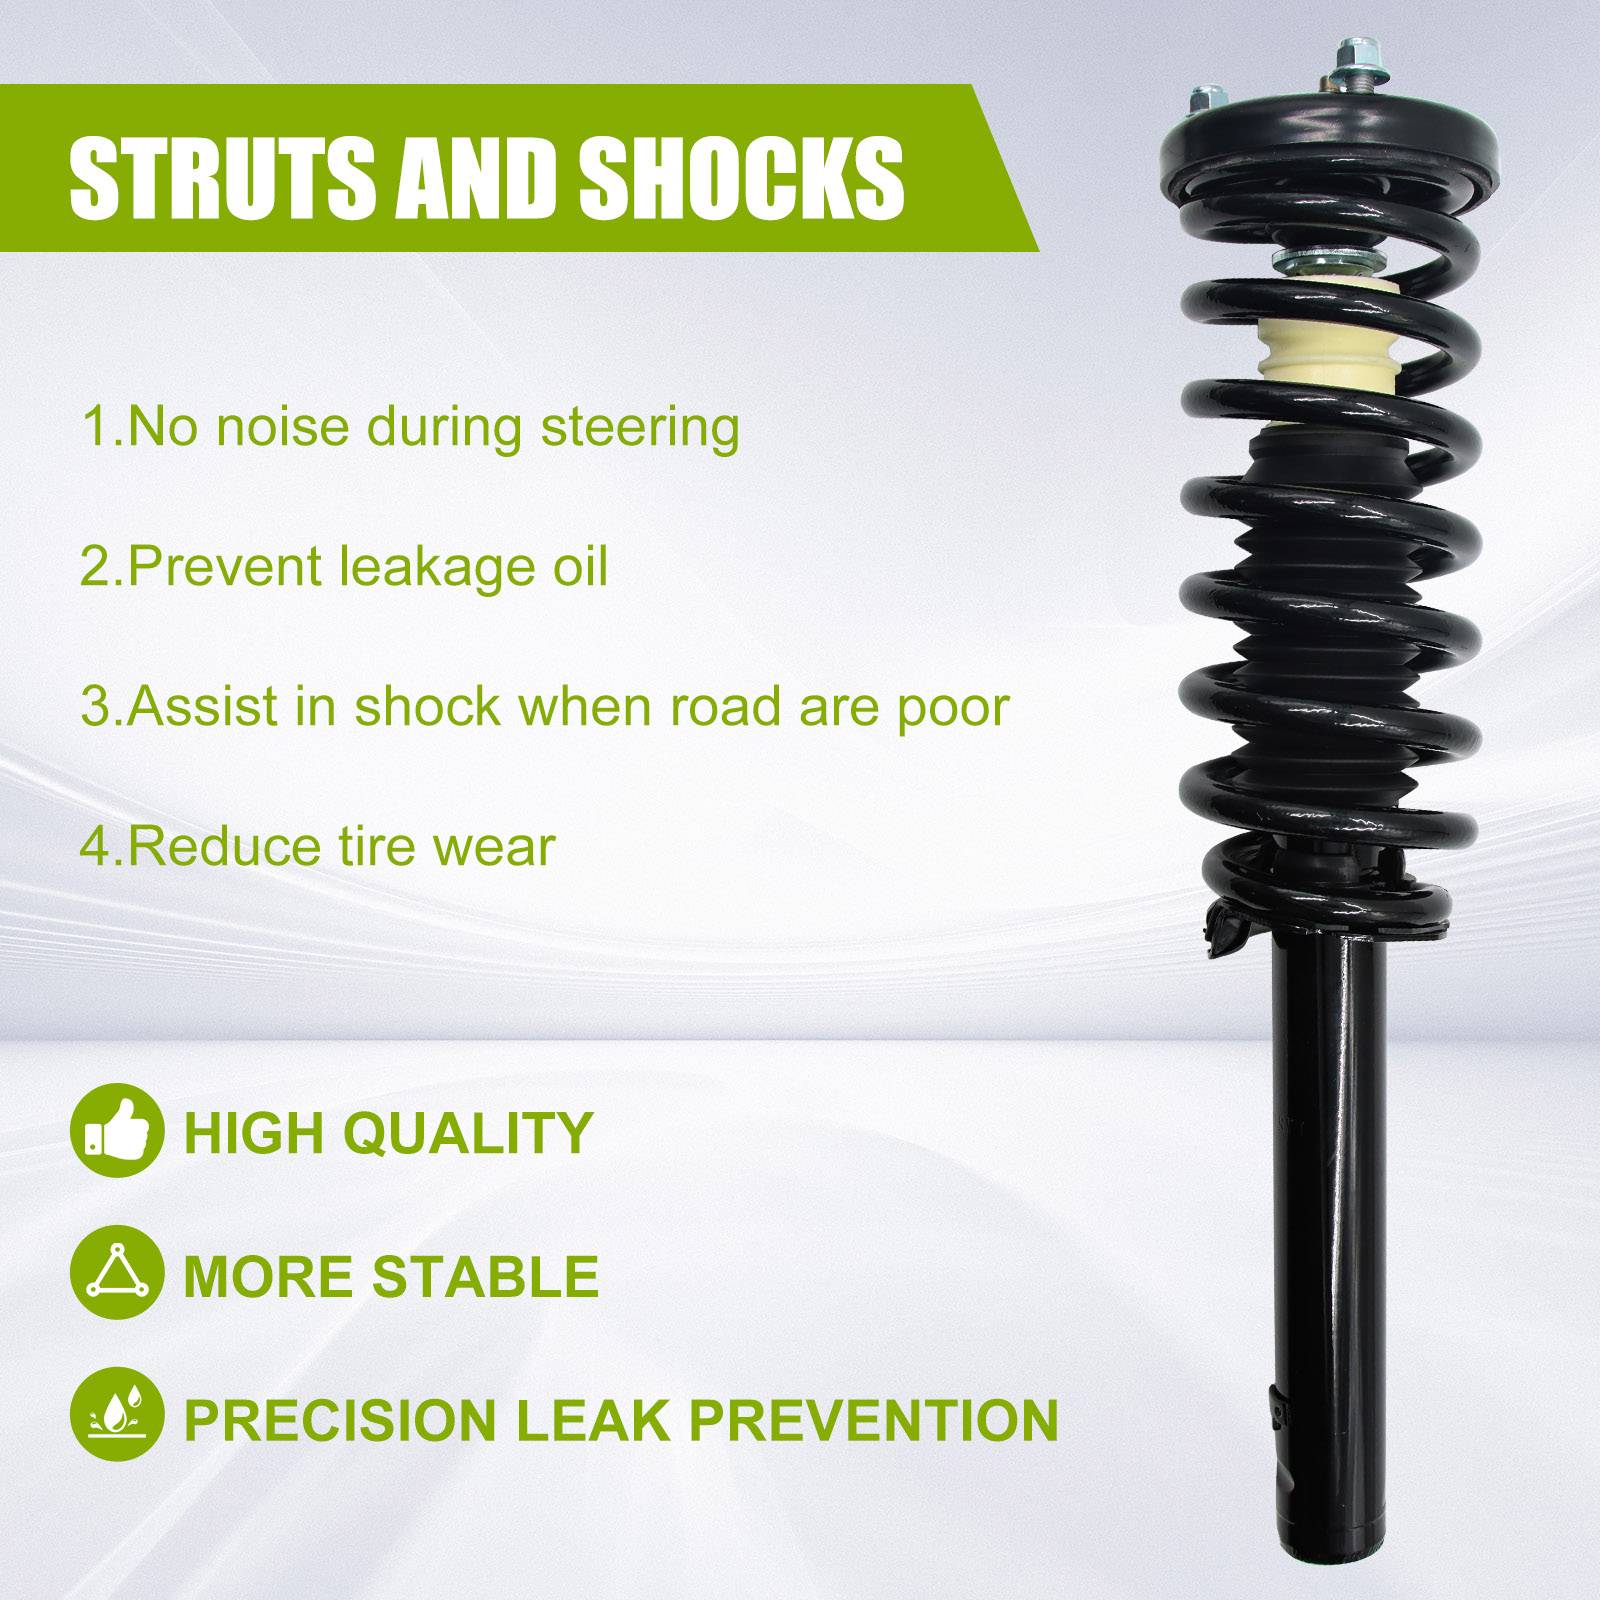 STRUTS AND SHOCKS
1.No noise during steering
2.Prevent leakage oil
3.Assist in shock when road are poor
4.Reduce tire wear
HIGH QUALITY
MORE STABLE
PRECISION LEAK PREVENTION